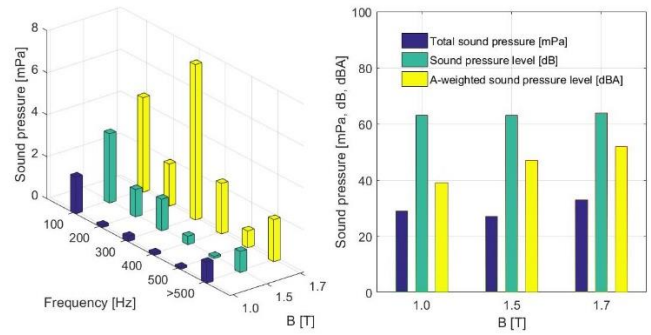 Sound pressure [mPa]
8
6
4
2
0
100
200
300
400
500
>500
Frequency [Hz]
1.0
1.5
1.7
B [T]
Sound pressure [mPa, dB, dBA]
100
80
60
40
20
0
Total sound pressure [mPa]
Sound pressure level [dB]
A-weighted sound pressure level [dBA]
1.0 1.5 1.7
B [T]